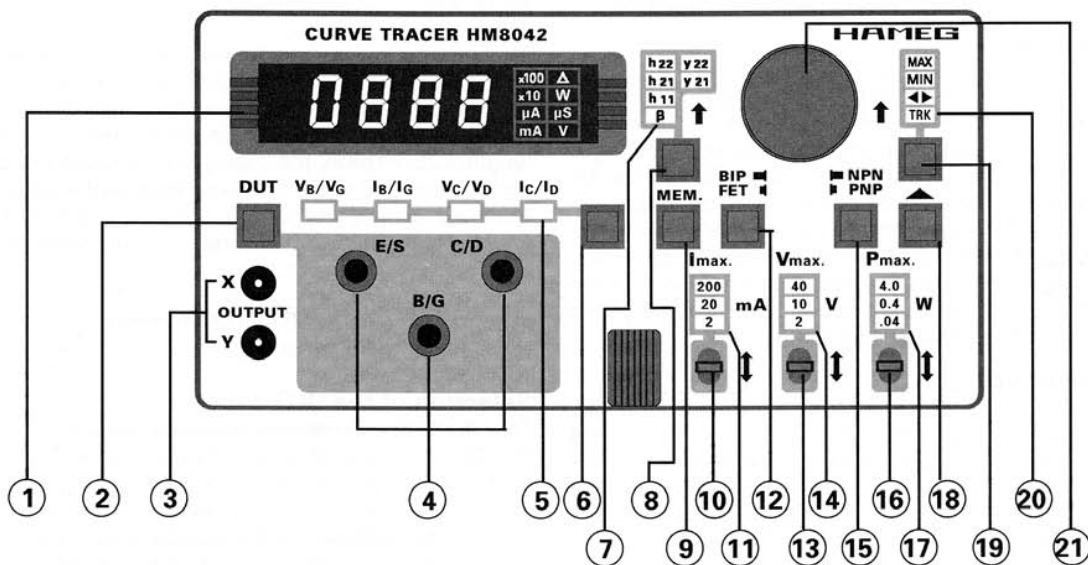 CURVE TRACER HM8042
HAMEG
0888
x100 Δ
x10 W
µA µS
mA V
h22 y22
h21 y21
h11
β
MAX
MIN
◀▶
TRK
DUT
VB/VG
IB/IG
VC/VD
IC/ID
MEM.
BIP
FET
NPN
PNP
X
OUTPUT
Y
E/S
C/D
B/G
Imax.
200
20
2
mA
Vmax.
40
10
2
V
Pmax.
4.0
0.4
.04
W
1
2
3
4
5
6
7
8
9
10
11
12
13
14
15
16
17
18
19
20
21